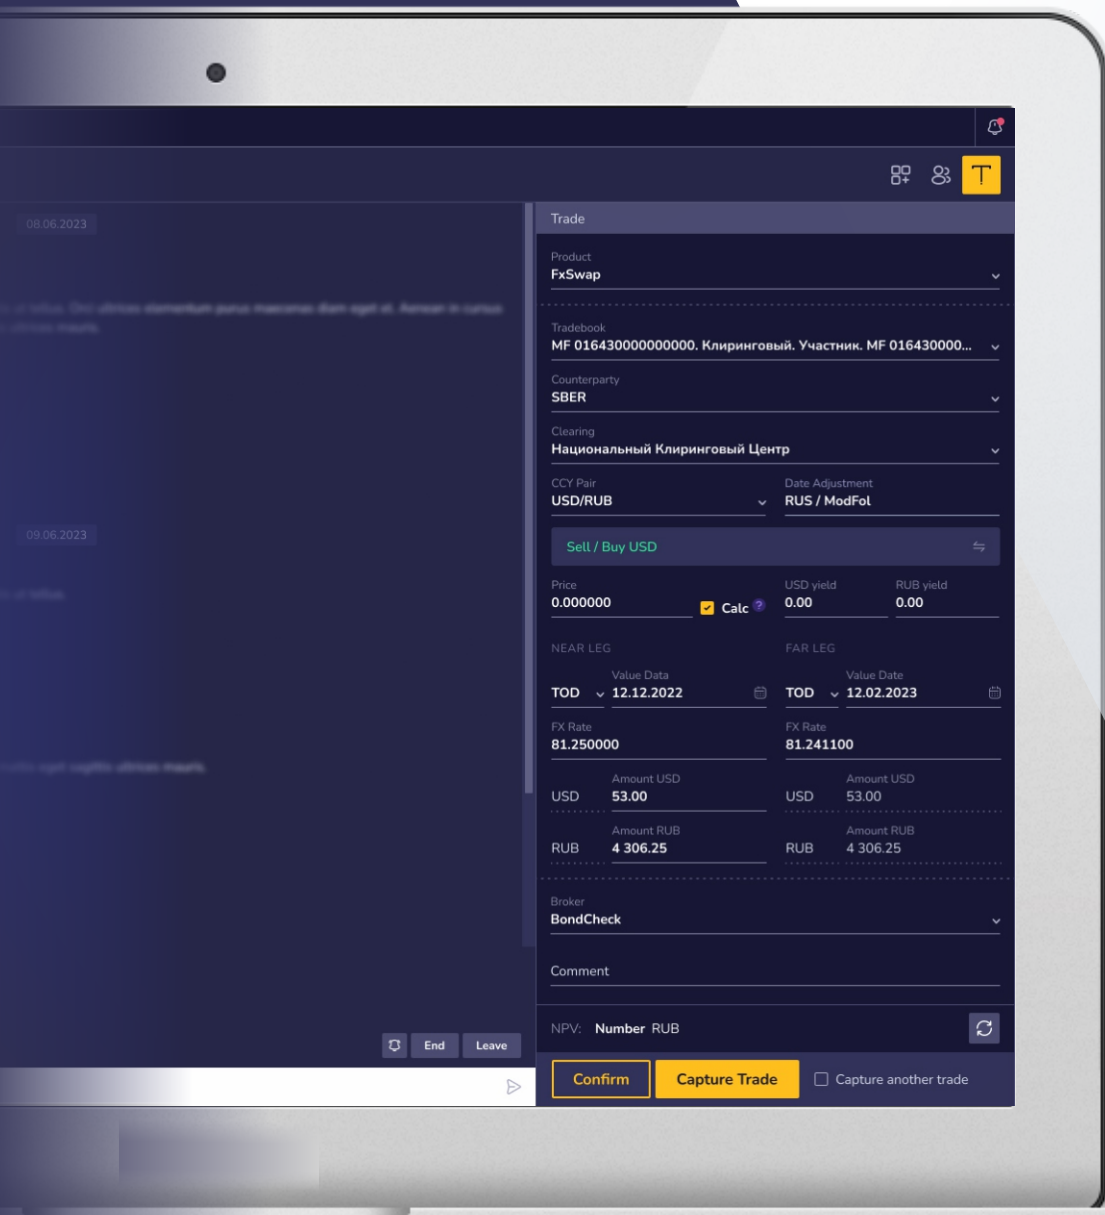 08.06.2023
09.06.2023
End
Leave
Trade
Product
FxSwap
Tradebook
MF 016430000000000. Клиринговый. Участник. MF 016430000...
Counterparty
SBER
Clearing
Национальный Клиринговый Центр
CCY Pair Date Adjustment
USD/RUB RUS / ModFol
Sell / Buy USD
Price USD yield RUB yield
0.000000 Calc ? 0.00 0.00
NEAR LEG FAR LEG
Value Data Value Date
TOD 12.12.2022 TOD 12.02.2023
FX Rate FX Rate
81.250000 81.241100
Amount USD Amount USD
USD 53.00 USD 53.00
Amount RUB Amount RUB
RUB 4 306.25 RUB 4 306.25
Broker
BondCheck
Comment
NPV: Number RUB
Confirm Capture Trade Capture another trade